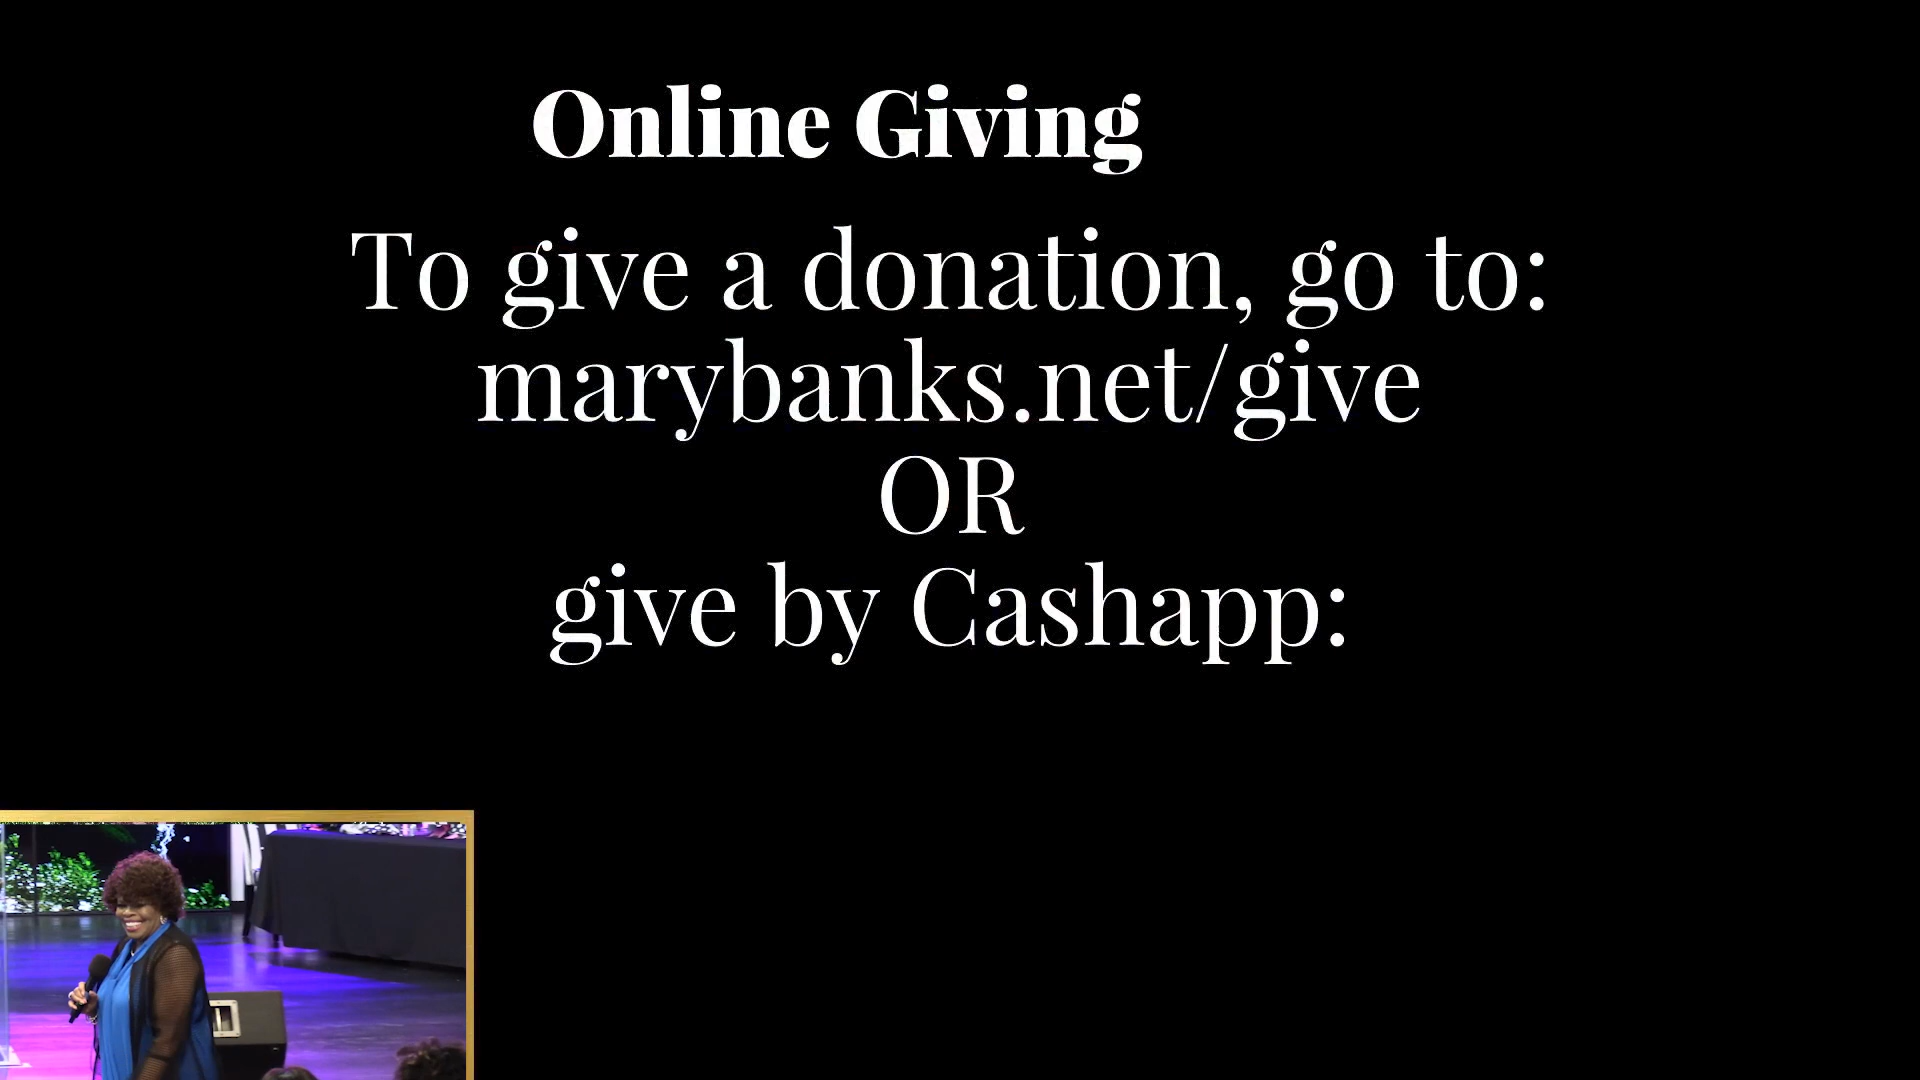 Online Giving
To give a donation, go to:
marybanks.net/give
OR
give by Cashapp: